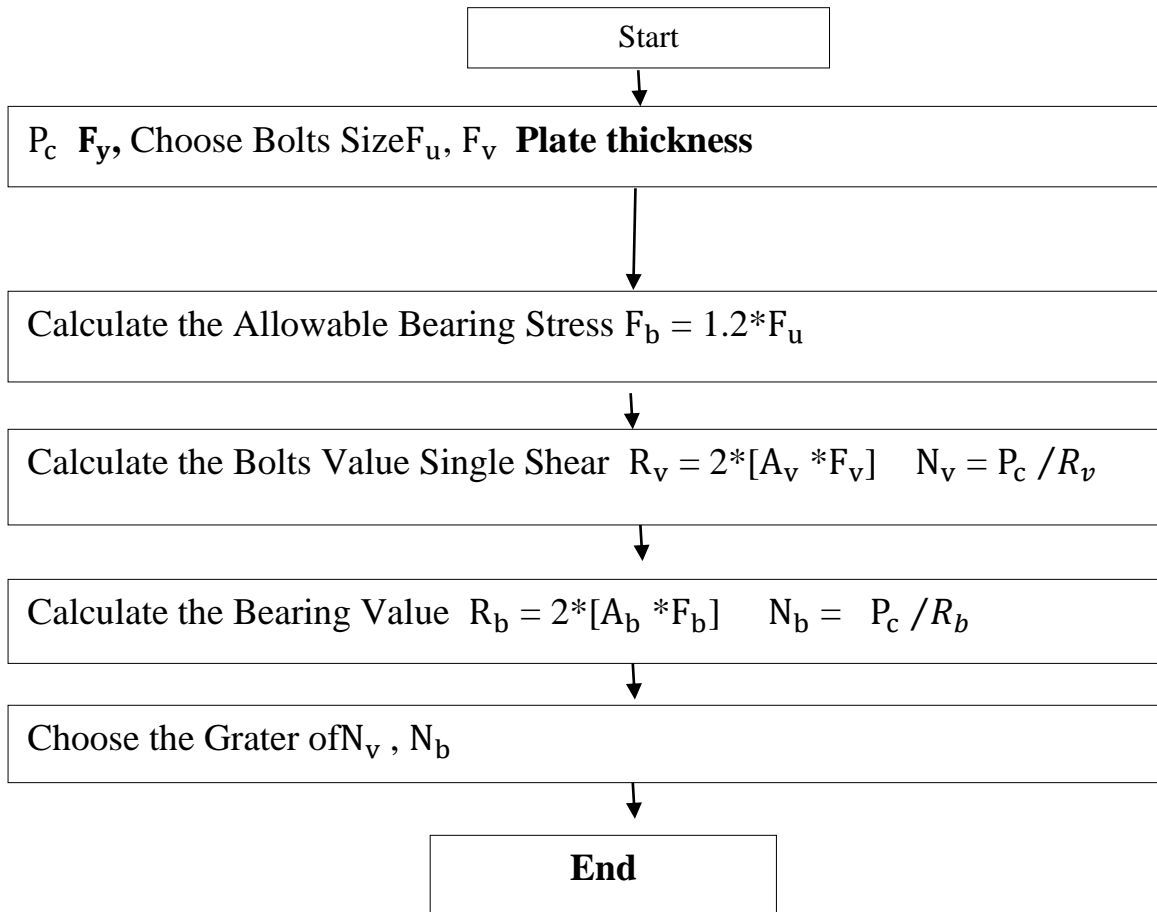 Start
P_c F_y, Choose Bolts SizeF_u, F_v Plate thickness
Calculate the Allowable Bearing Stress F_b = 1.2*F_u
Calculate the Bolts Value Single Shear R_v = 2*[A_v *F_v] N_v = P_c /R_v
Calculate the Bearing Value R_b = 2*[A_b *F_b] N_b = P_c /R_b
Choose the Grater ofN_v , N_b
End